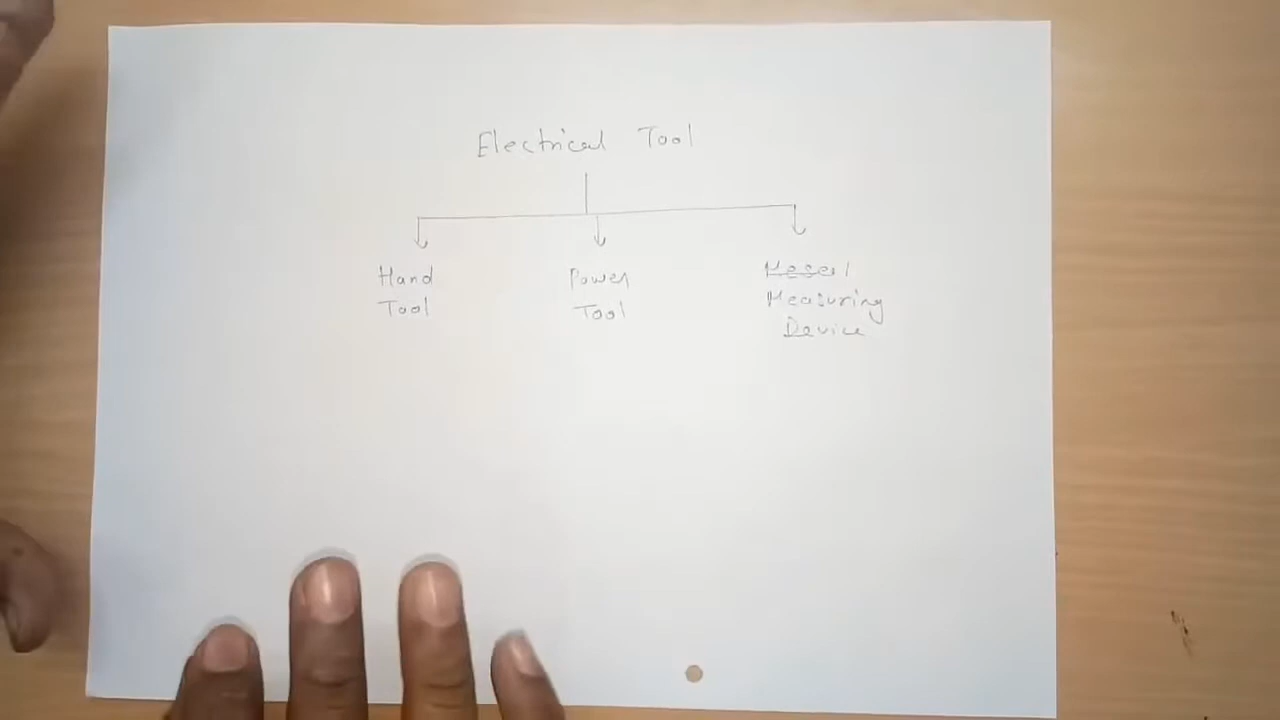 Electrical Tool
Hand
Tool
Power
Tool
Measuring
Device